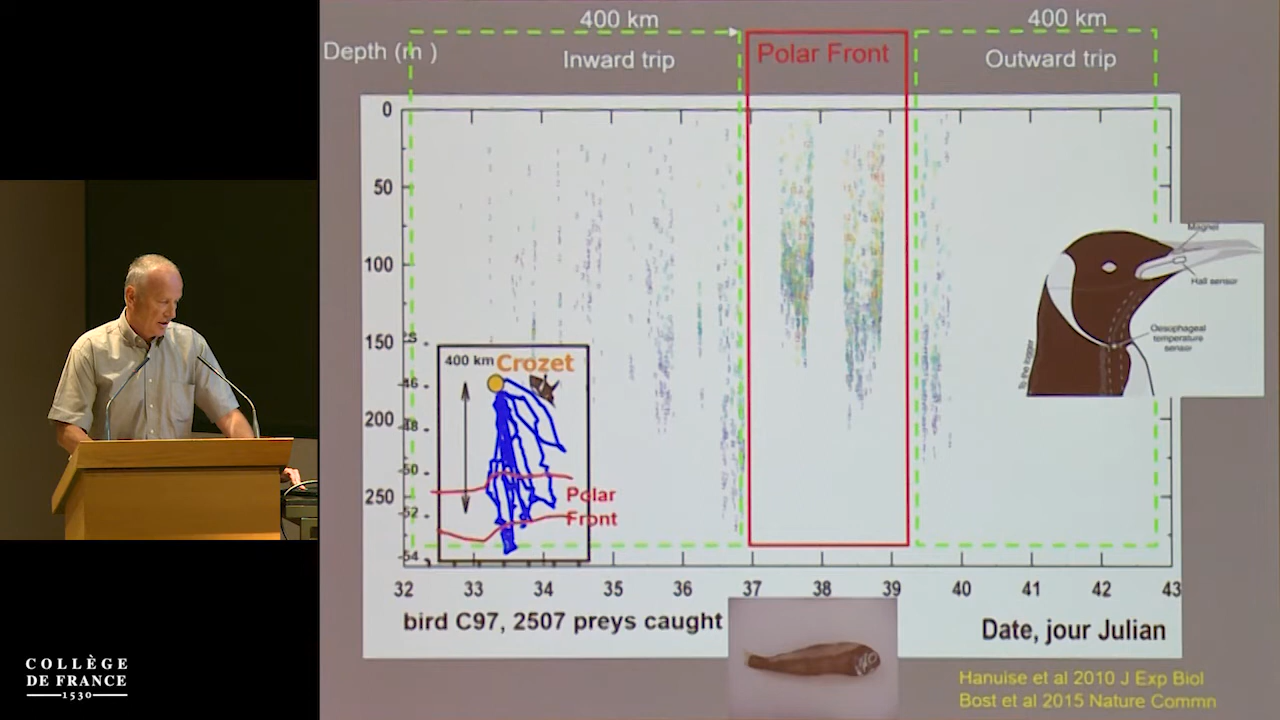 400 km
400 km
Depth (m )
Inward trip
Polar Front
Outward trip
0
50
100
150
200
250
Magnet
Hall sensor
Oesophageal
temperature
sensor
To the logger
400 km
Crozet
46
48
50
52
54
Polar
Front
32 33 34 35 36 37 38 39 40 41 42 43
bird C97, 2507 preys caught
Date, jour Julian
Hanuise et al 2010 J Exp Biol
Bost et al 2015 Nature Commn
COLLÈGE
DE FRANCE
1530